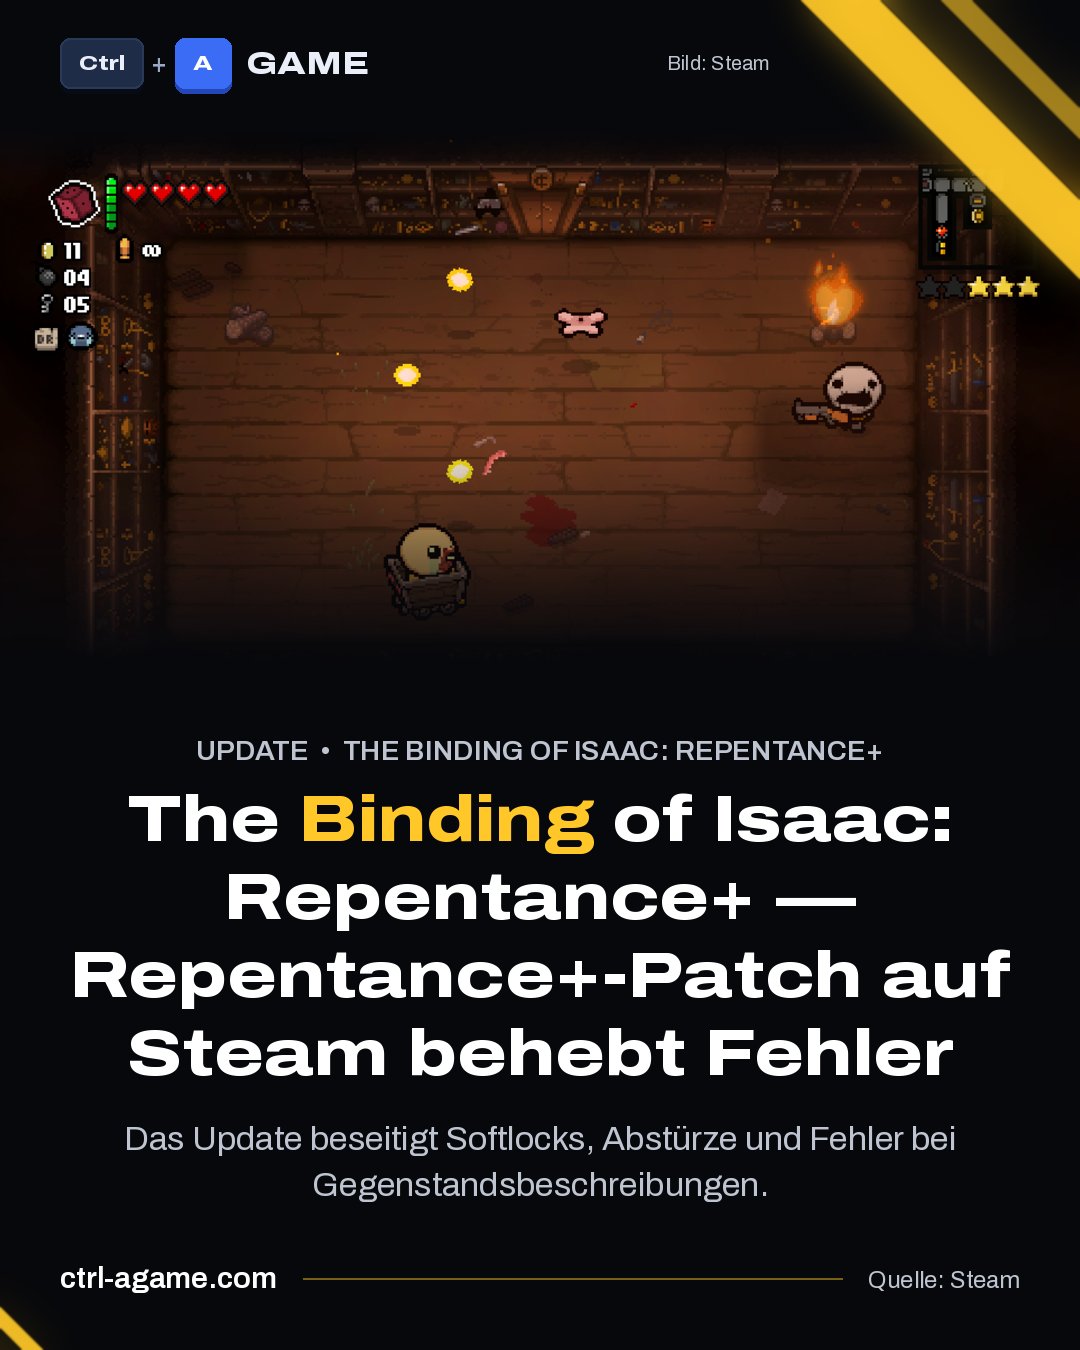 Ctrl + A GAME
Bild: Steam
11
∞
04
05
DR
UPDATE • THE BINDING OF ISAAC: REPENTANCE+
The Binding of Isaac:
Repentance+ —
Repentance+-Patch auf
Steam behebt Fehler
Das Update beseitigt Softlocks, Abstürze und Fehler bei
Gegenstandsbeschreibungen.
ctrl-agame.com
Quelle: Steam